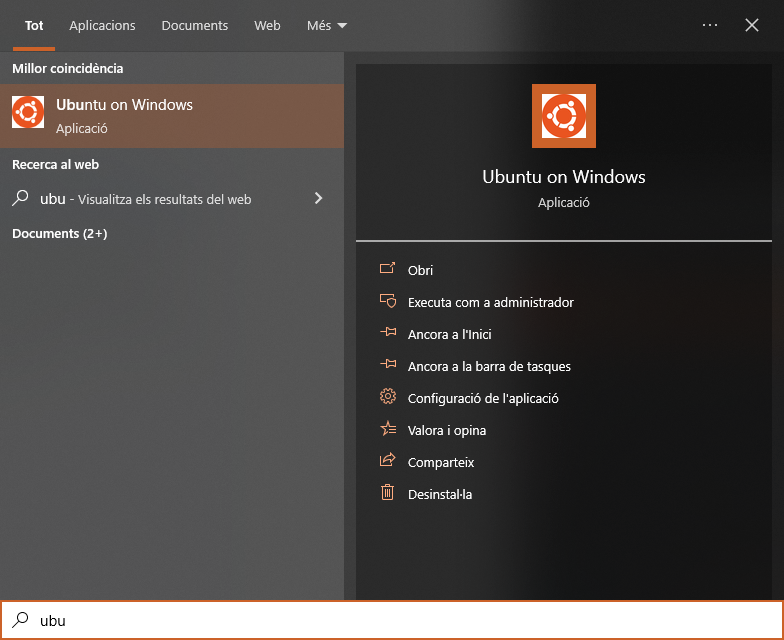 Tot Aplicacions Documents Web Més
Millor coincidència
Ubuntu on Windows
Aplicació
Recerca al web
ubu - Visualitza els resultats del web
Documents (2+)
Ubuntu on Windows
Aplicació
Obri
Executa com a administrador
Ancora a l'Inici
Ancora a la barra de tasques
Configuració de l'aplicació
Valora i opina
Comparteix
Desinstal·la
ubu